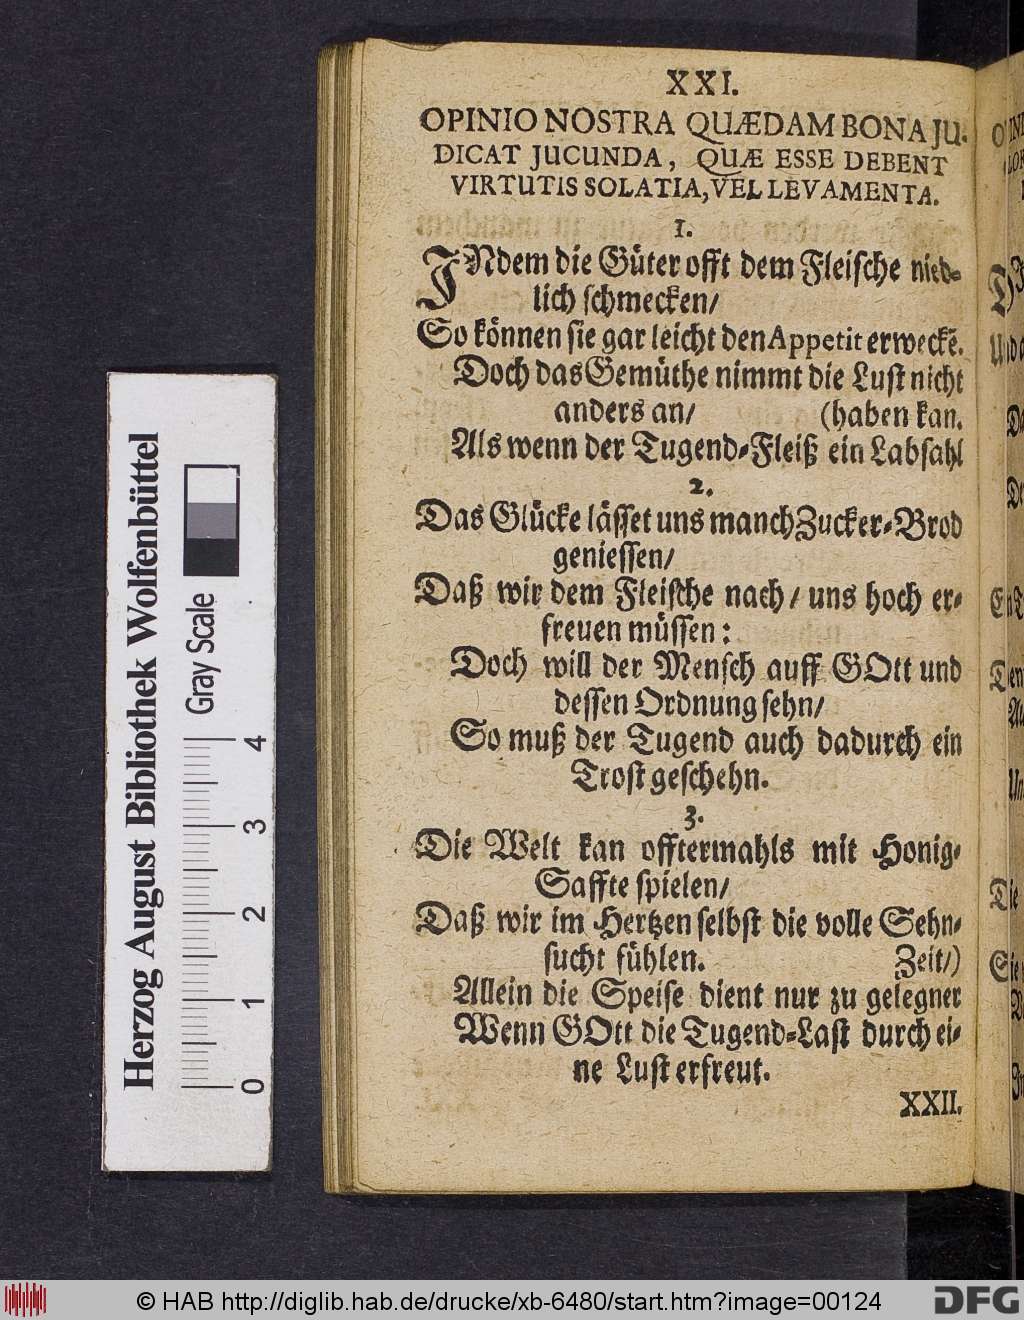 XXI.
OPINIO NOSTRA QUÆDAM BONA JU-
DICAT JUCUNDA, QUÆ ESSE DEBENT
VIRTUTIS SOLATIA, VEL LEVAMENTA.
1.
INdem die Güter offt dem Fleische nied-
lich schmecken/
So können sie gar leicht den Appetit erweckẽ.
Doch das Gemüthe nimmt die Lust nicht
anders an/ (haben kan.
Als wenn der Tugend-Fleiß ein Labsahl
2.
Das Glücke lässet uns manch Zucker-Brod
geniessen/
Daß wir dem Fleische nach/ uns hoch er-
freuen müssen:
Doch will der Mensch auff GOtt und
dessen Ordnung sehn/
So muß der Tugend auch dadurch ein
Trost geschehn.
3.
Die Welt kan offtermahls mit Honig-
Saffte spielen/
Daß wir im Hertzen selbst die volle Sehn-
sucht fühlen. Zeit/)
Allein die Speise dient nur zu gelegner
Wenn GOtt die Tugend-Last durch ei-
ne Lust erfreut.
XXII.
Herzog August Bibliothek Wolfenbüttel
Gray Scale
0 1 2 3 4
© HAB http://diglib.hab.de/drucke/xb-6480/start.htm?image=00124
DFG